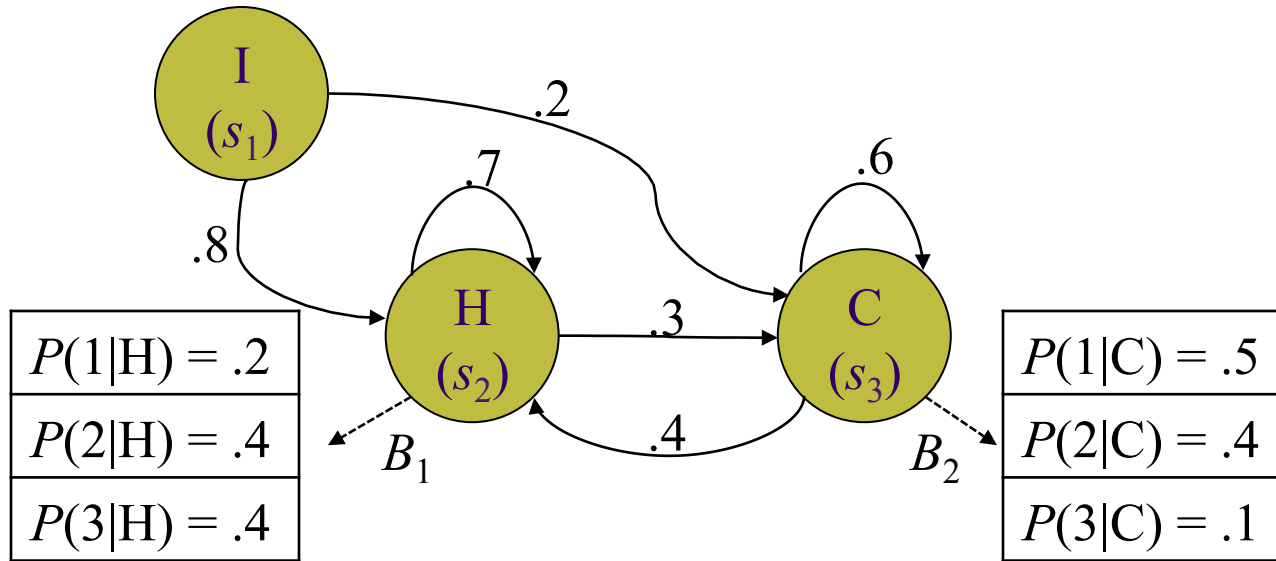 I
(s₁)
.2
.7
.6
.8
H
(s₂)
.3
C
(s₃)
.4
P(1|H) = .2
P(2|H) = .4
P(3|H) = .4
B₁
B₂
P(1|C) = .5
P(2|C) = .4
P(3|C) = .1